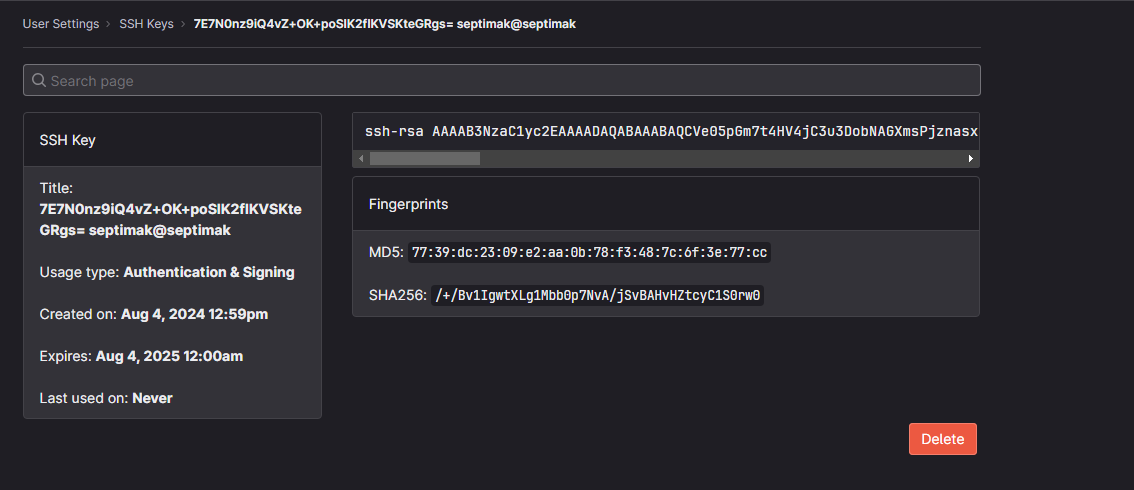 User Settings › SSH Keys › 7E7N0nz9iQ4vZ+OK+poSlK2flKVSKteGRgs= septimak@septimak
Search page
SSH Key
Title:
7E7N0nz9iQ4vZ+OK+poSlK2flKVSKte
GRgs= septimak@septimak
Usage type: Authentication & Signing
Created on: Aug 4, 2024 12:59pm
Expires: Aug 4, 2025 12:00am
Last used on: Never
ssh-rsa AAAAB3NzaC1yc2EAAAADAQABAAABAQCVe05pGm7t4HV4jC3u3DobNAGXmsPjznasx
Fingerprints
MD5: 77:39:dc:23:09:e2:aa:0b:78:f3:48:7c:6f:3e:77:cc
SHA256: /+/Bv1IgwtXLg1Mbb0p7NvA/jSvBAHvHZtcyC1S0rw0
Delete